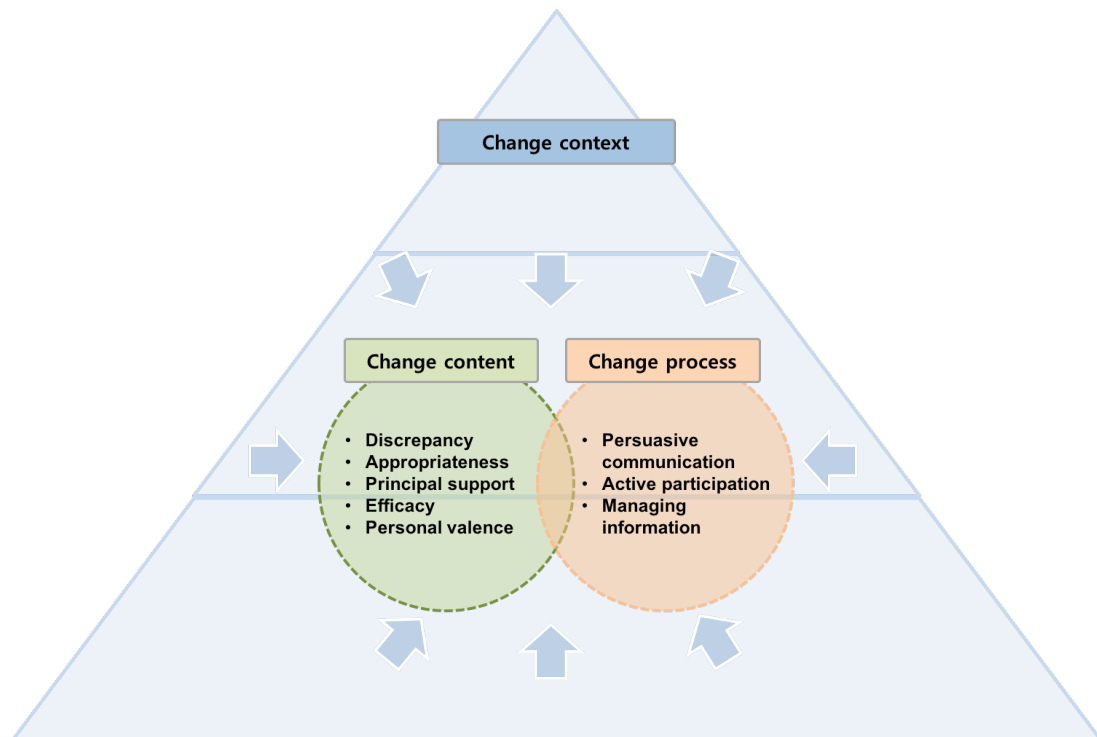 Change context
Change content
Change process
• Discrepancy
• Appropriateness
• Principal support
• Efficacy
• Personal valence
• Persuasive
communication
• Active participation
• Managing
information